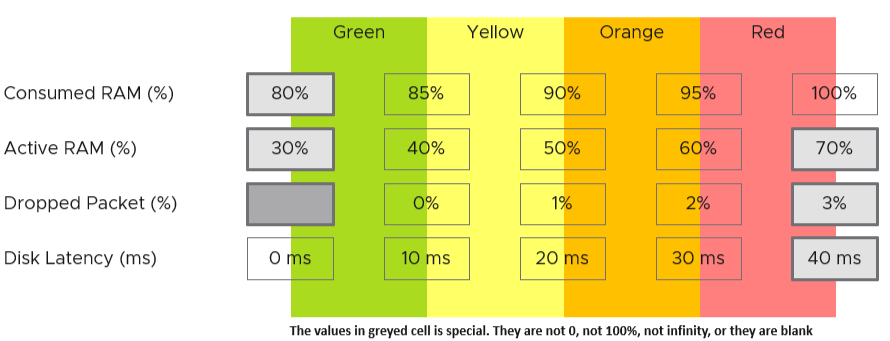 Green Yellow Orange Red
Consumed RAM (%) 80% 85% 90% 95% 100%
Active RAM (%) 30% 40% 50% 60% 70%
Dropped Packet (%) 0% 1% 2% 3%
Disk Latency (ms) 0 ms 10 ms 20 ms 30 ms 40 ms
The values in greyed cell is special. They are not 0, not 100%, not infinity, or they are blank